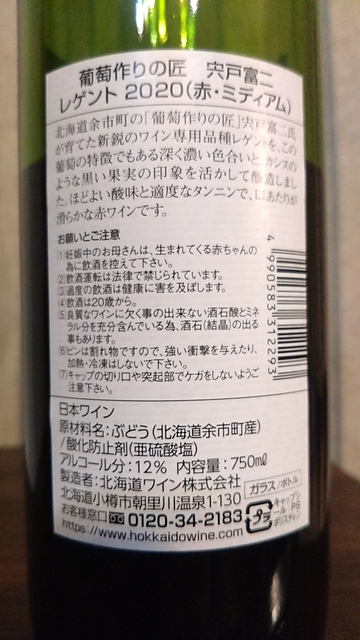 葡萄作りの匠　宍戸富二
レゲント 2020(赤・ミディアム)
北海道余市町の「葡萄作りの匠」宍戸富二氏
が育てた新鋭のワイン専用品種レゲントを、この
葡萄の特徴でもある深く濃い色合いと、カシスの
ような黒い果実の印象を活かして醸造しまし
た。ほどよい酸味と適度なタンニンで、口あたりが
滑らかな赤ワインです。
お願いとご注意
(1)妊娠中のお母さんは、生まれてくる赤ちゃんの
為に飲酒を控えて下さい。
(2)飲酒運転は法律で禁じられています。
(3)過度の飲酒は健康に害を及ぼします。
(4)飲酒は20歳から。
(5)良質なワインに欠く事の出来ない酒石酸とミネ
ラル分を充分含んでいる為、酒石(結晶)の出る
事もあります。
(6)ビンは割れ物ですので、強い衝撃を与えたり、
加熱・冷凍はしないで下さい。
(7)キャップの切り口や突起部でケガをしないようご
注意下さい。
4 990583 312293
日本ワイン
原材料名:ぶどう(北海道余市町産)
/酸化防止剤(亜硫酸塩)
アルコール分:12% 内容量:750mℓ
製造者:北海道ワイン株式会社
北海道小樽市朝里川温泉1-130
ガラス/ボトル
お客様窓口 0120-34-2183
プラ
キャップシール:PS
ポリスチレン
https://www.hokkaidowine.com